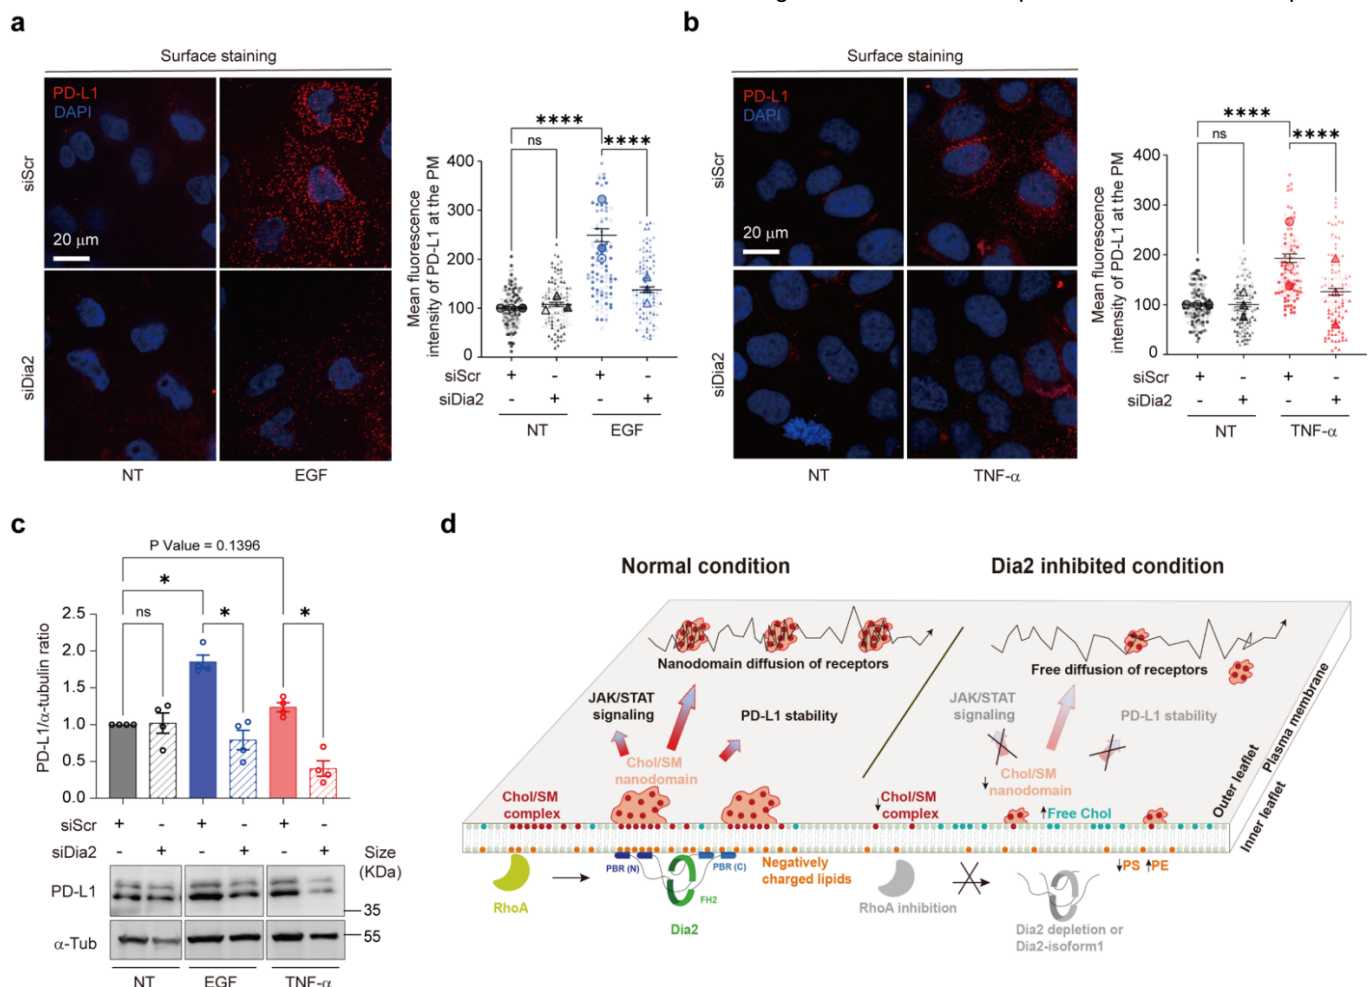 a
Surface staining
PD-L1
DAPI
20 μm
siScr
siDia2
NT
EGF
Mean fluorescence
intensity of PD-L1 at the PM
400
300
200
100
0
****
ns
****
siScr + - + -
siDia2 - + - +
NT EGF
b
Surface staining
PD-L1
DAPI
20 μm
siScr
siDia2
NT
TNF-α
Mean fluorescence
intensity of PD-L1 at the PM
400
300
200
100
0
****
ns
****
siScr + - + -
siDia2 - + - +
NT TNF-α
c
P Value = 0.1396
*
ns
*
*
PD-L1/α-tubulin ratio
2.5
2.0
1.5
1.0
0.5
0.0
siScr + - + - + -
siDia2 - + - + - +
Size
(KDa)
PD-L1
35
α-Tub
55
NT EGF TNF-α
d
Normal condition
Dia2 inhibited condition
Nanodomain diffusion of receptors
Free diffusion of receptors
JAK/STAT
signaling
PD-L1 stability
JAK/STAT
signaling
PD-L1 stability
Chol/SM
nanodomain
↓Chol/SM
nanodomain
Chol/SM
complex
↓Chol/SM
complex
↑Free Chol
Outer leaflet
Inner leaflet
Plasma membrane
PBR (N)
PBR (C)
FH2
Negatively
charged lipids
↓PS ↑PE
RhoA
Dia2
RhoA inhibition
Dia2 depletion or
Dia2-isoform1